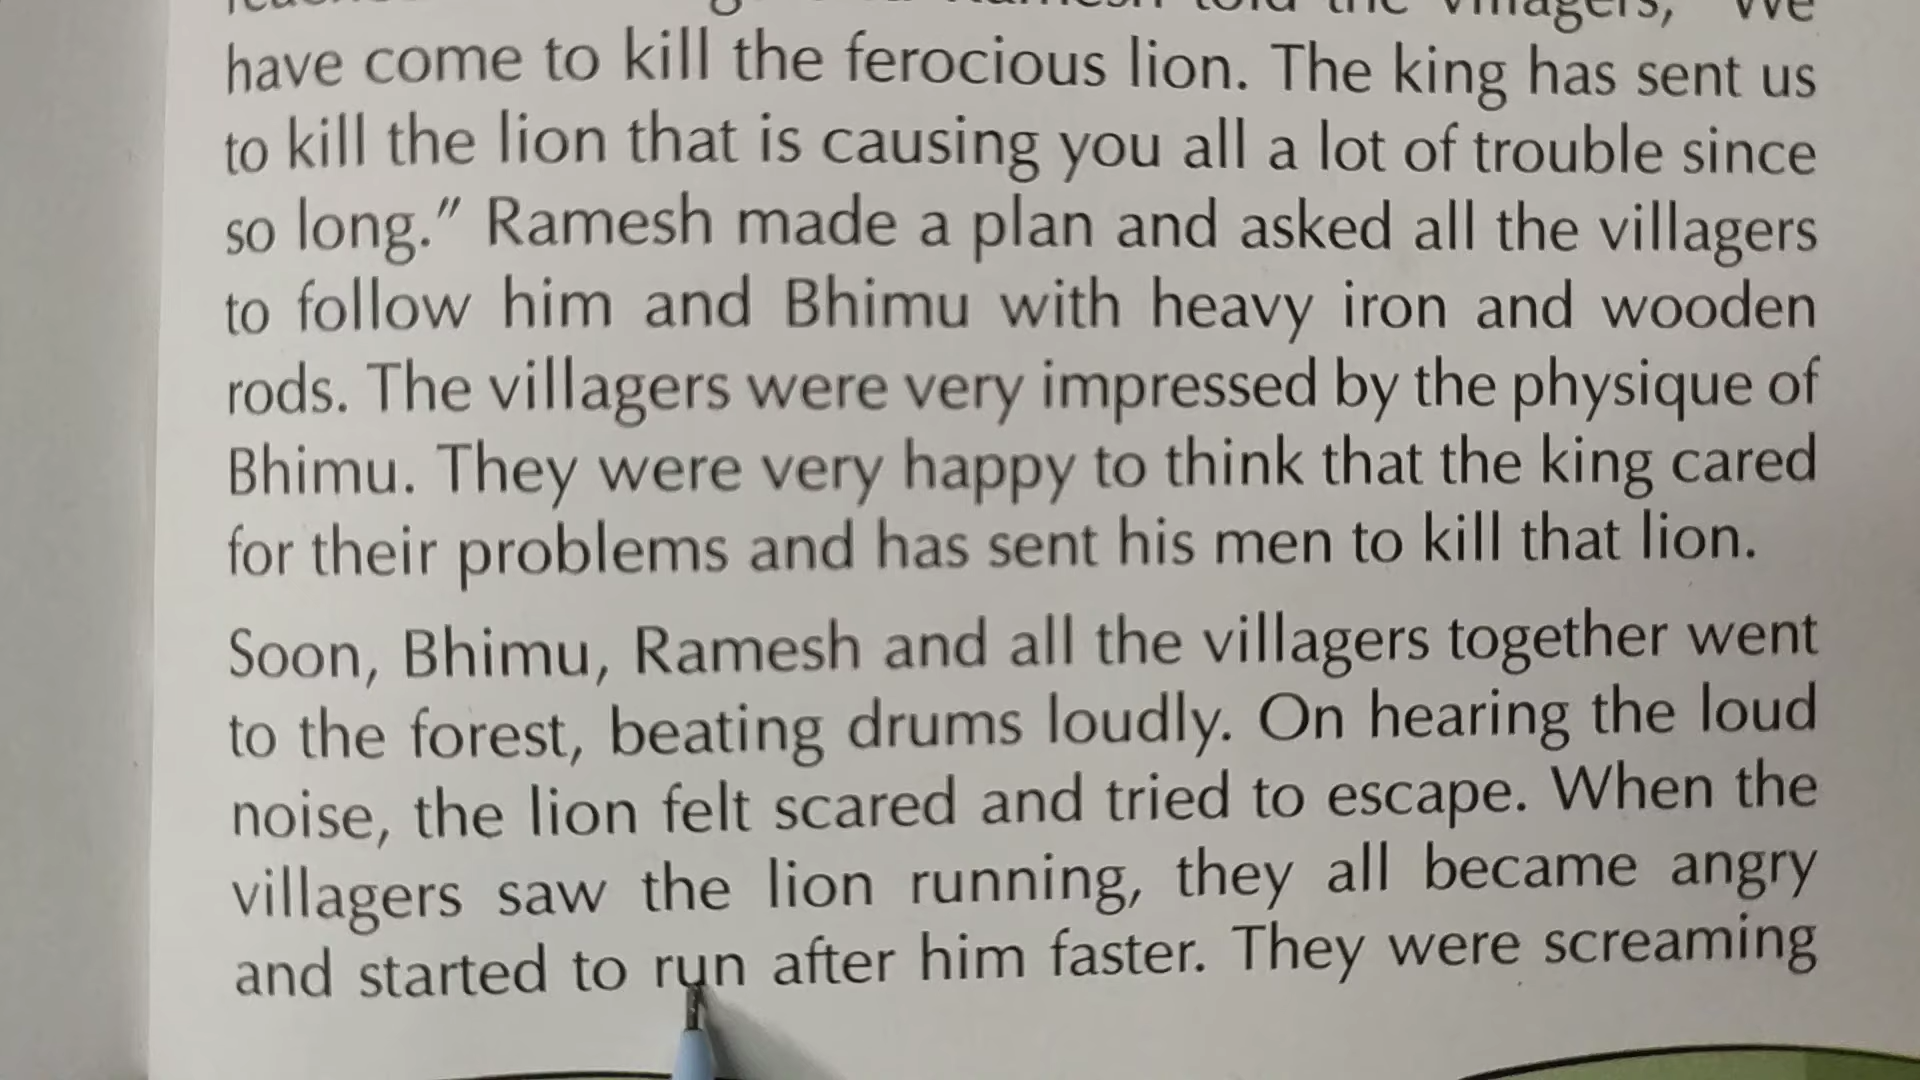 Ramesh told the villagers, "We
have come to kill the ferocious lion. The king has sent us
to kill the lion that is causing you all a lot of trouble since
so long." Ramesh made a plan and asked all the villagers
to follow him and Bhimu with heavy iron and wooden
rods. The villagers were very impressed by the physique of
Bhimu. They were very happy to think that the king cared
for their problems and has sent his men to kill that lion.
Soon, Bhimu, Ramesh and all the villagers together went
to the forest, beating drums loudly. On hearing the loud
noise, the lion felt scared and tried to escape. When the
villagers saw the lion running, they all became angry
and started to run after him faster. They were screaming